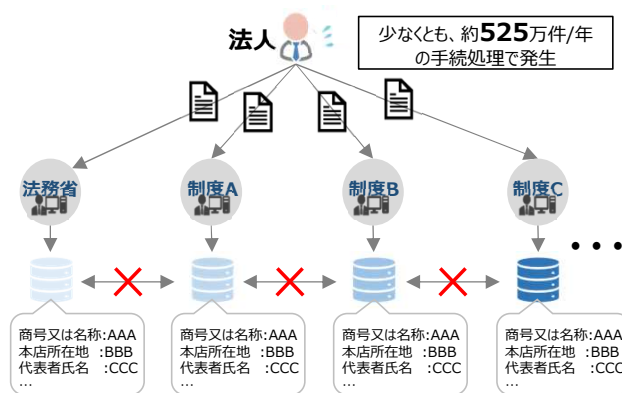 法人
少なくとも、約525万件/年
の手続処理で発生
法務省
制度A
制度B
制度C
•••
商号又は名称:AAA
本店所在地 :BBB
代表者氏名 :CCC
…
商号又は名称:AAA
本店所在地 :BBB
代表者氏名 :CCC
…
商号又は名称:AAA
本店所在地 :BBB
代表者氏名 :CCC
…
商号又は名称:AAA
本店所在地 :BBB
代表者氏名 :CCC
…